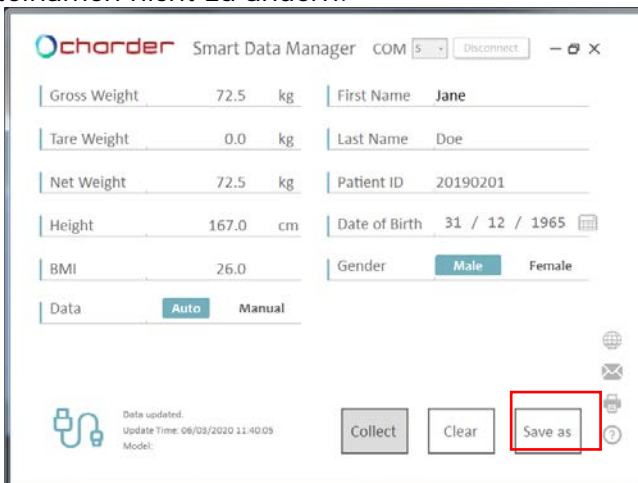 Charder Smart Data Manager COM 5 Disconnect
Gross Weight 72.5 kg First Name Jane
Tare Weight 0.0 kg Last Name Doe
Net Weight 72.5 kg Patient ID 20190201
Height 167.0 cm Date of Birth 31 / 12 / 1965
BMI 26.0 Gender Male Female
Data Auto Manual
Data updated.
Update Time: 06/03/2020 11:40:05
Model:
Collect Clear Save as
?